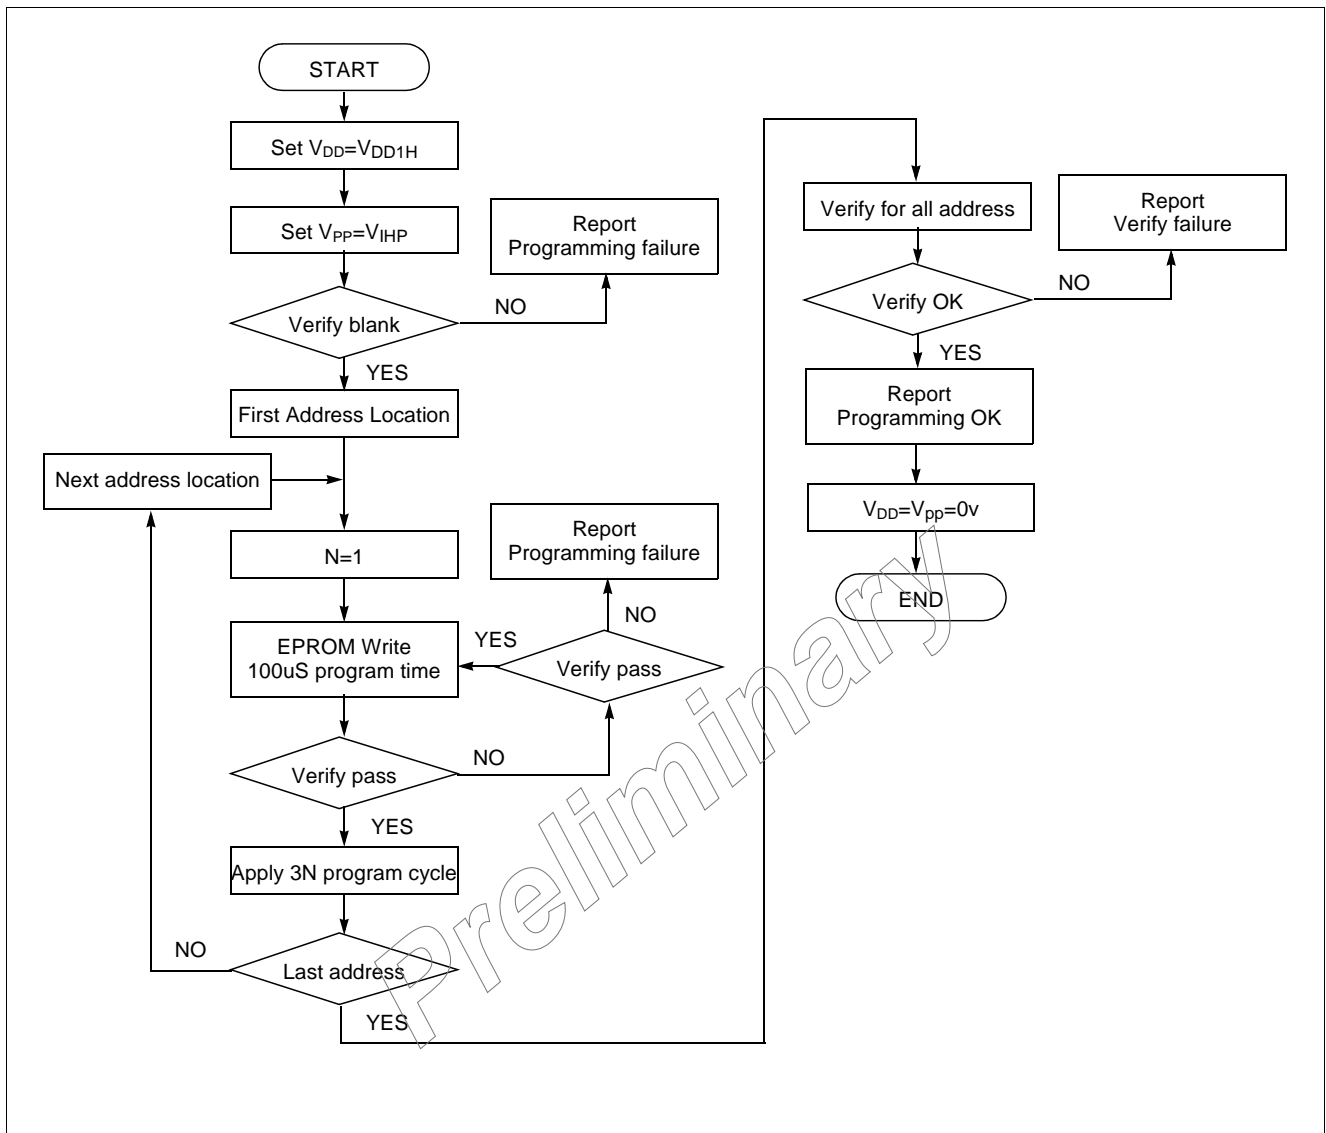 START
Set VDD=VDD1H
Set VPP=VIHP
Report
Programming failure
NO
Verify blank
YES
First Address Location
Next address location
N=1
Report
Programming failure
NO
YES
EPROM Write
100uS program time
Verify pass
NO
Verify pass
YES
Apply 3N program cycle
NO
Last address
YES
Verify for all address
Report
Verify failure
NO
Verify OK
YES
Report
Programming OK
VDD=Vpp=0v
END
Preliminary